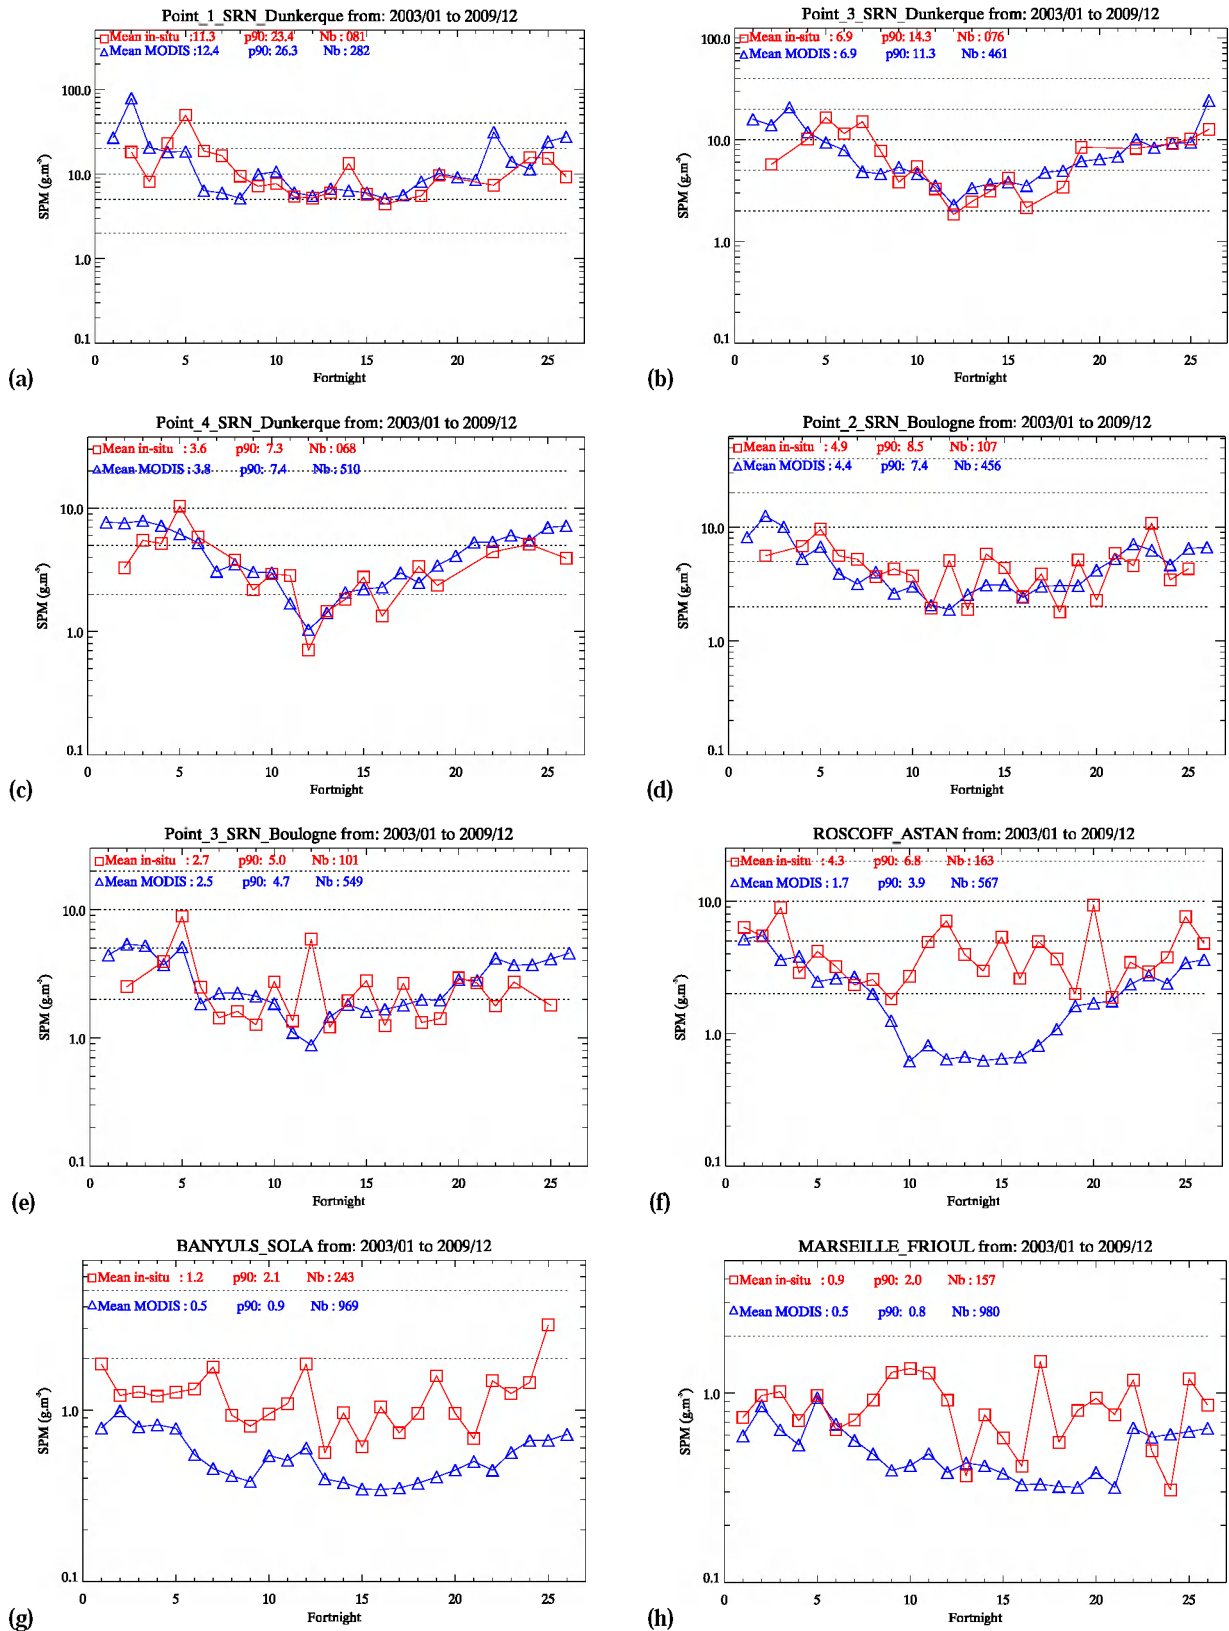 Point_1_SRN_Dunkerque from: 2003/01 to 2009/12
Mean in-situ :11.3 p90: 23.4 Nb : 081
Mean MODIS :12.4 p90: 26.3 Nb : 282
100.0
10.0
1.0
0.1
SPM (g.m-3)
0 5 10 15 20 25
Fortnight
(a)
Point_3_SRN_Dunkerque from: 2003/01 to 2009/12
Mean in-situ : 6.9 p90: 14.3 Nb : 076
Mean MODIS : 6.9 p90: 11.3 Nb : 461
100.0
10.0
1.0
0.1
SPM (g.m-3)
0 5 10 15 20 25
Fortnight
(b)
Point_4_SRN_Dunkerque from: 2003/01 to 2009/12
Mean in-situ : 3.6 p90: 7.3 Nb : 068
Mean MODIS : 3.8 p90: 7.4 Nb : 510
10.0
1.0
0.1
SPM (g.m-3)
0 5 10 15 20 25
Fortnight
(c)
Point_2_SRN_Boulogne from: 2003/01 to 2009/12
Mean in-situ : 4.9 p90: 8.5 Nb : 107
Mean MODIS : 4.4 p90: 7.4 Nb : 456
10.0
1.0
0.1
SPM (g.m-3)
0 5 10 15 20 25
Fortnight
(d)
Point_3_SRN_Boulogne from: 2003/01 to 2009/12
Mean in-situ : 2.7 p90: 5.0 Nb : 101
Mean MODIS : 2.5 p90: 4.7 Nb : 549
10.0
1.0
0.1
SPM (g.m-3)
0 5 10 15 20 25
Fortnight
(e)
ROSCOFF_ASTAN from: 2003/01 to 2009/12
Mean in-situ : 4.3 p90: 6.8 Nb : 163
Mean MODIS : 1.7 p90: 3.9 Nb : 567
10.0
1.0
0.1
SPM (g.m-3)
0 5 10 15 20 25
Fortnight
(f)
BANYULS_SOLA from: 2003/01 to 2009/12
Mean in-situ : 1.2 p90: 2.1 Nb: 243
Mean MODIS : 0.5 p90: 0.9 Nb : 969
1.0
0.1
SPM (g.m-3)
0 5 10 15 20 25
Fortnight
(g)
MARSEILLE_FRIOUL from: 2003/01 to 2009/12
Mean in-situ : 0.9 p90: 2.0 Nb : 157
Mean MODIS : 0.5 p90: 0.8 Nb : 980
1.0
0.1
SPM (g.m-3)
0 5 10 15 20 25
Fortnight
(h)